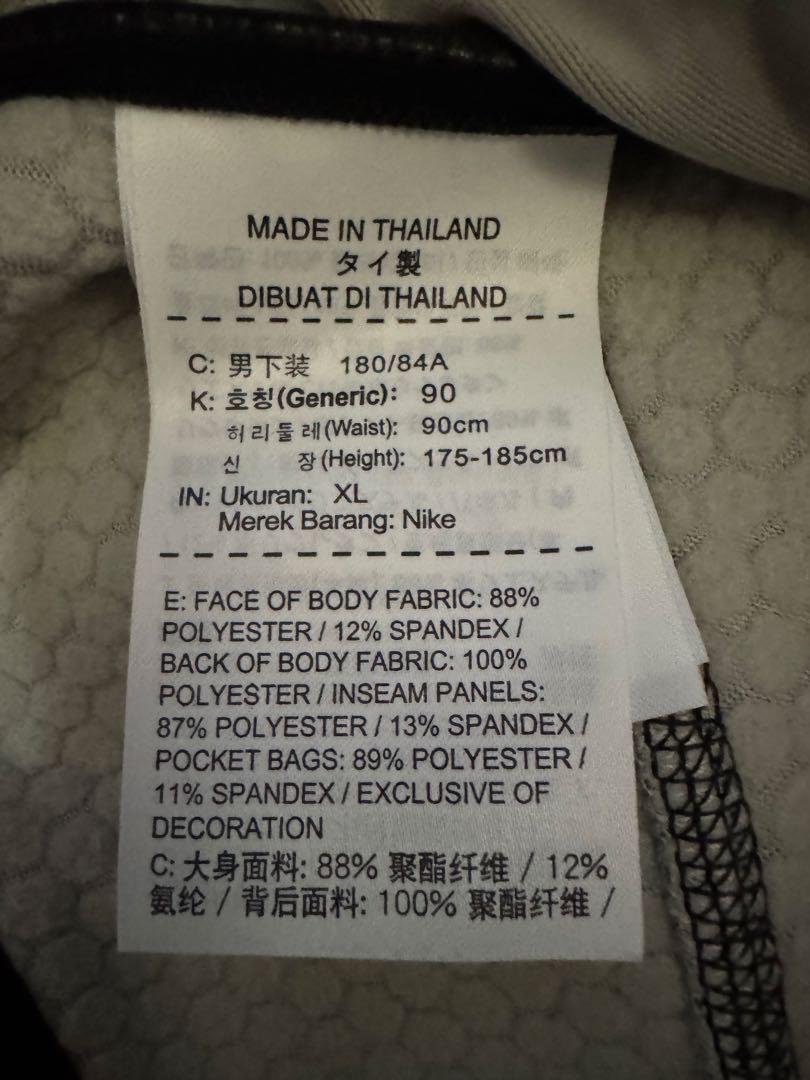 MADE IN THAILAND
タイ製
DIBUAT DI THAILAND
C: 男下装 180/84A
K: 호칭(Generic): 90
허리둘레(Waist): 90cm
신 장(Height): 175-185cm
IN: Ukuran: XL
Merek Barang: Nike
E: FACE OF BODY FABRIC: 88%
POLYESTER / 12% SPANDEX /
BACK OF BODY FABRIC: 100%
POLYESTER / INSEAM PANELS:
87% POLYESTER / 13% SPANDEX /
POCKET BAGS: 89% POLYESTER /
11% SPANDEX / EXCLUSIVE OF
DECORATION
C: 大身面料: 88% 聚酯纤维 / 12%
氨纶 / 背后面料: 100% 聚酯纤维 /